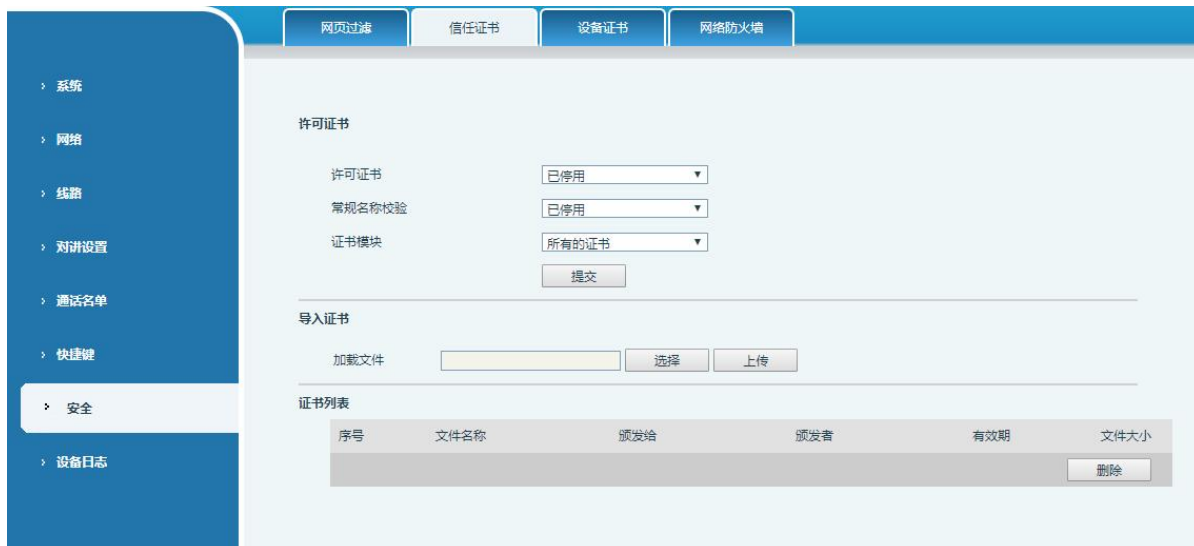 网页过滤 信任证书 设备证书 网络防火墙
系统
网络
线路
对讲设置
通话名单
快捷键
安全
设备日志
许可证书
许可证书 已停用
常规名称校验 已停用
证书模块 所有的证书
提交
导入证书
加载文件 选择 上传
证书列表
序号 文件名称 颁发给 颁发者 有效期 文件大小
删除